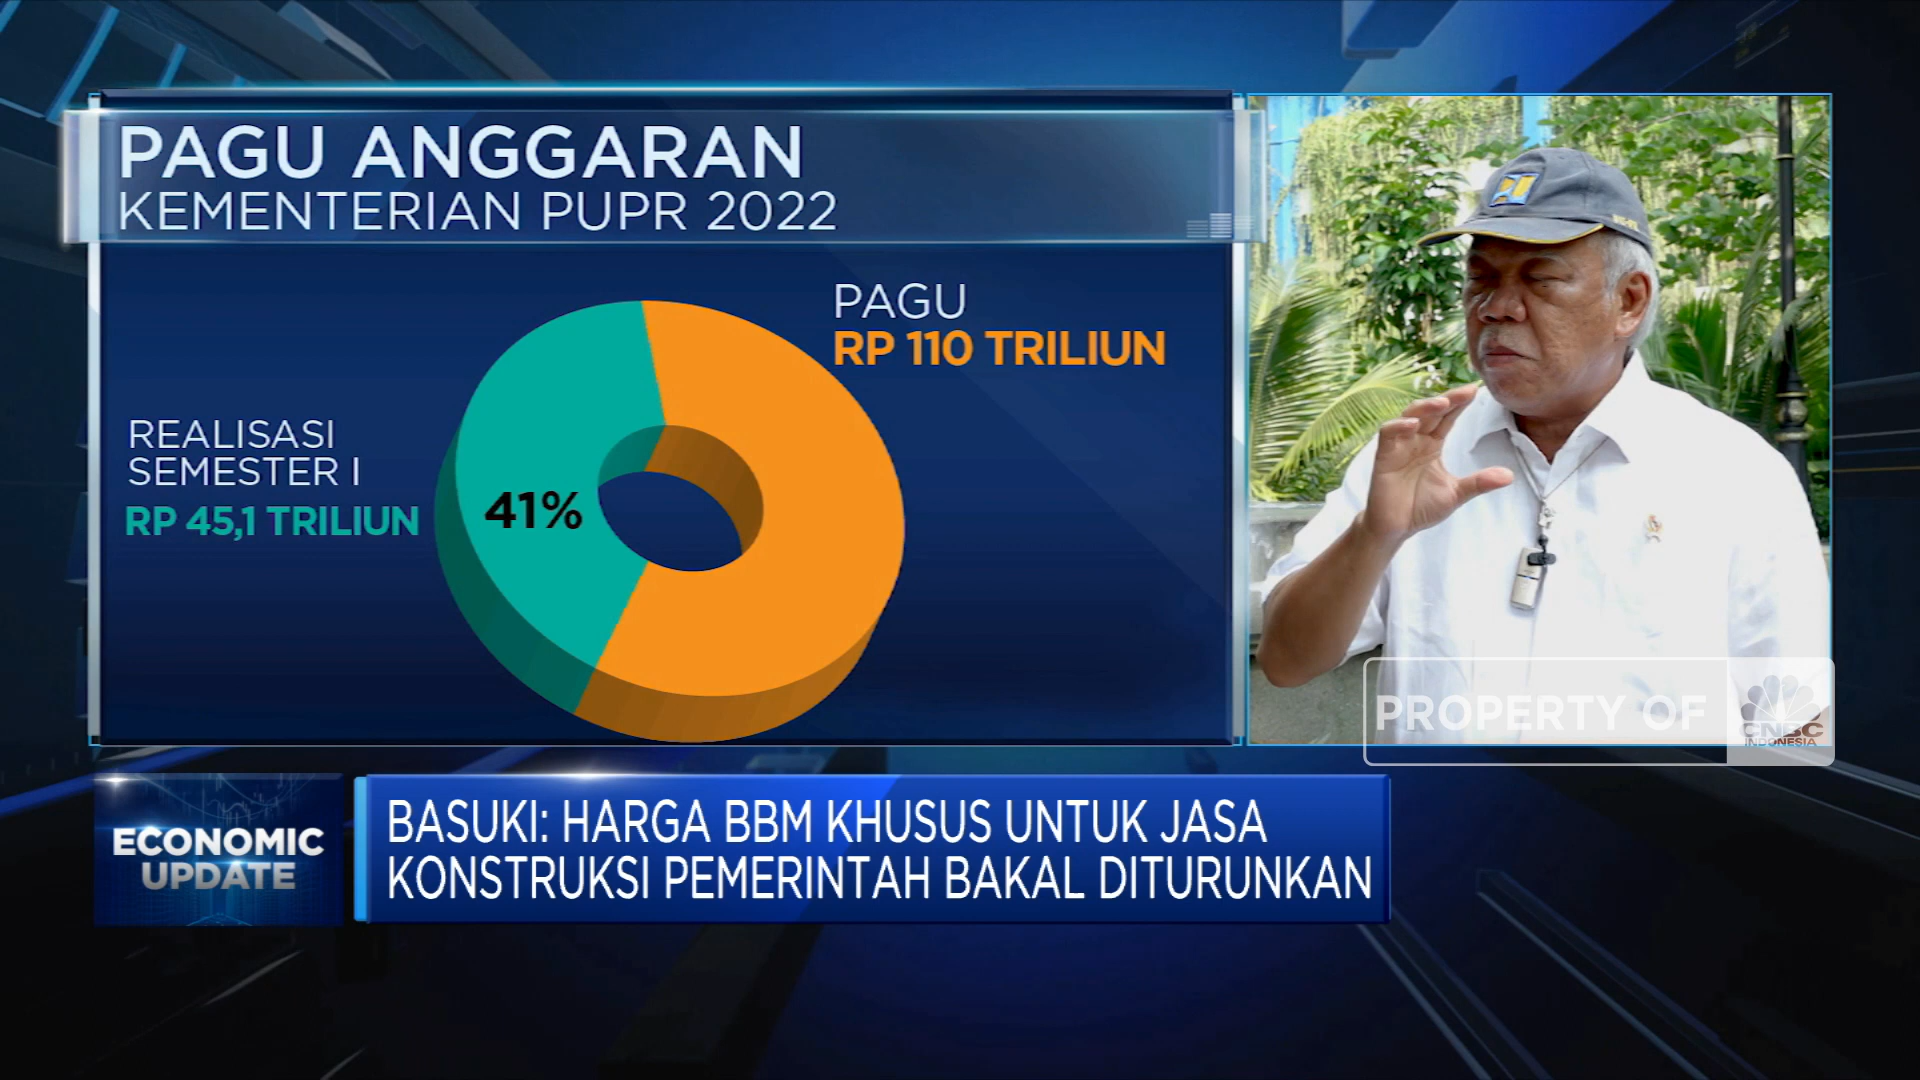 PAGU ANGGARAN
KEMENTERIAN PUPR 2022
PAGU
RP 110 TRILIUN
REALISASI
SEMESTER I
RP 45,1 TRILIUN
41%
PROPERTY OF
CNBC
INDONESIA
ECONOMIC
UPDATE
BASUKI: HARGA BBM KHUSUS UNTUK JASA
KONSTRUKSI PEMERINTAH BAKAL DITURUNKAN